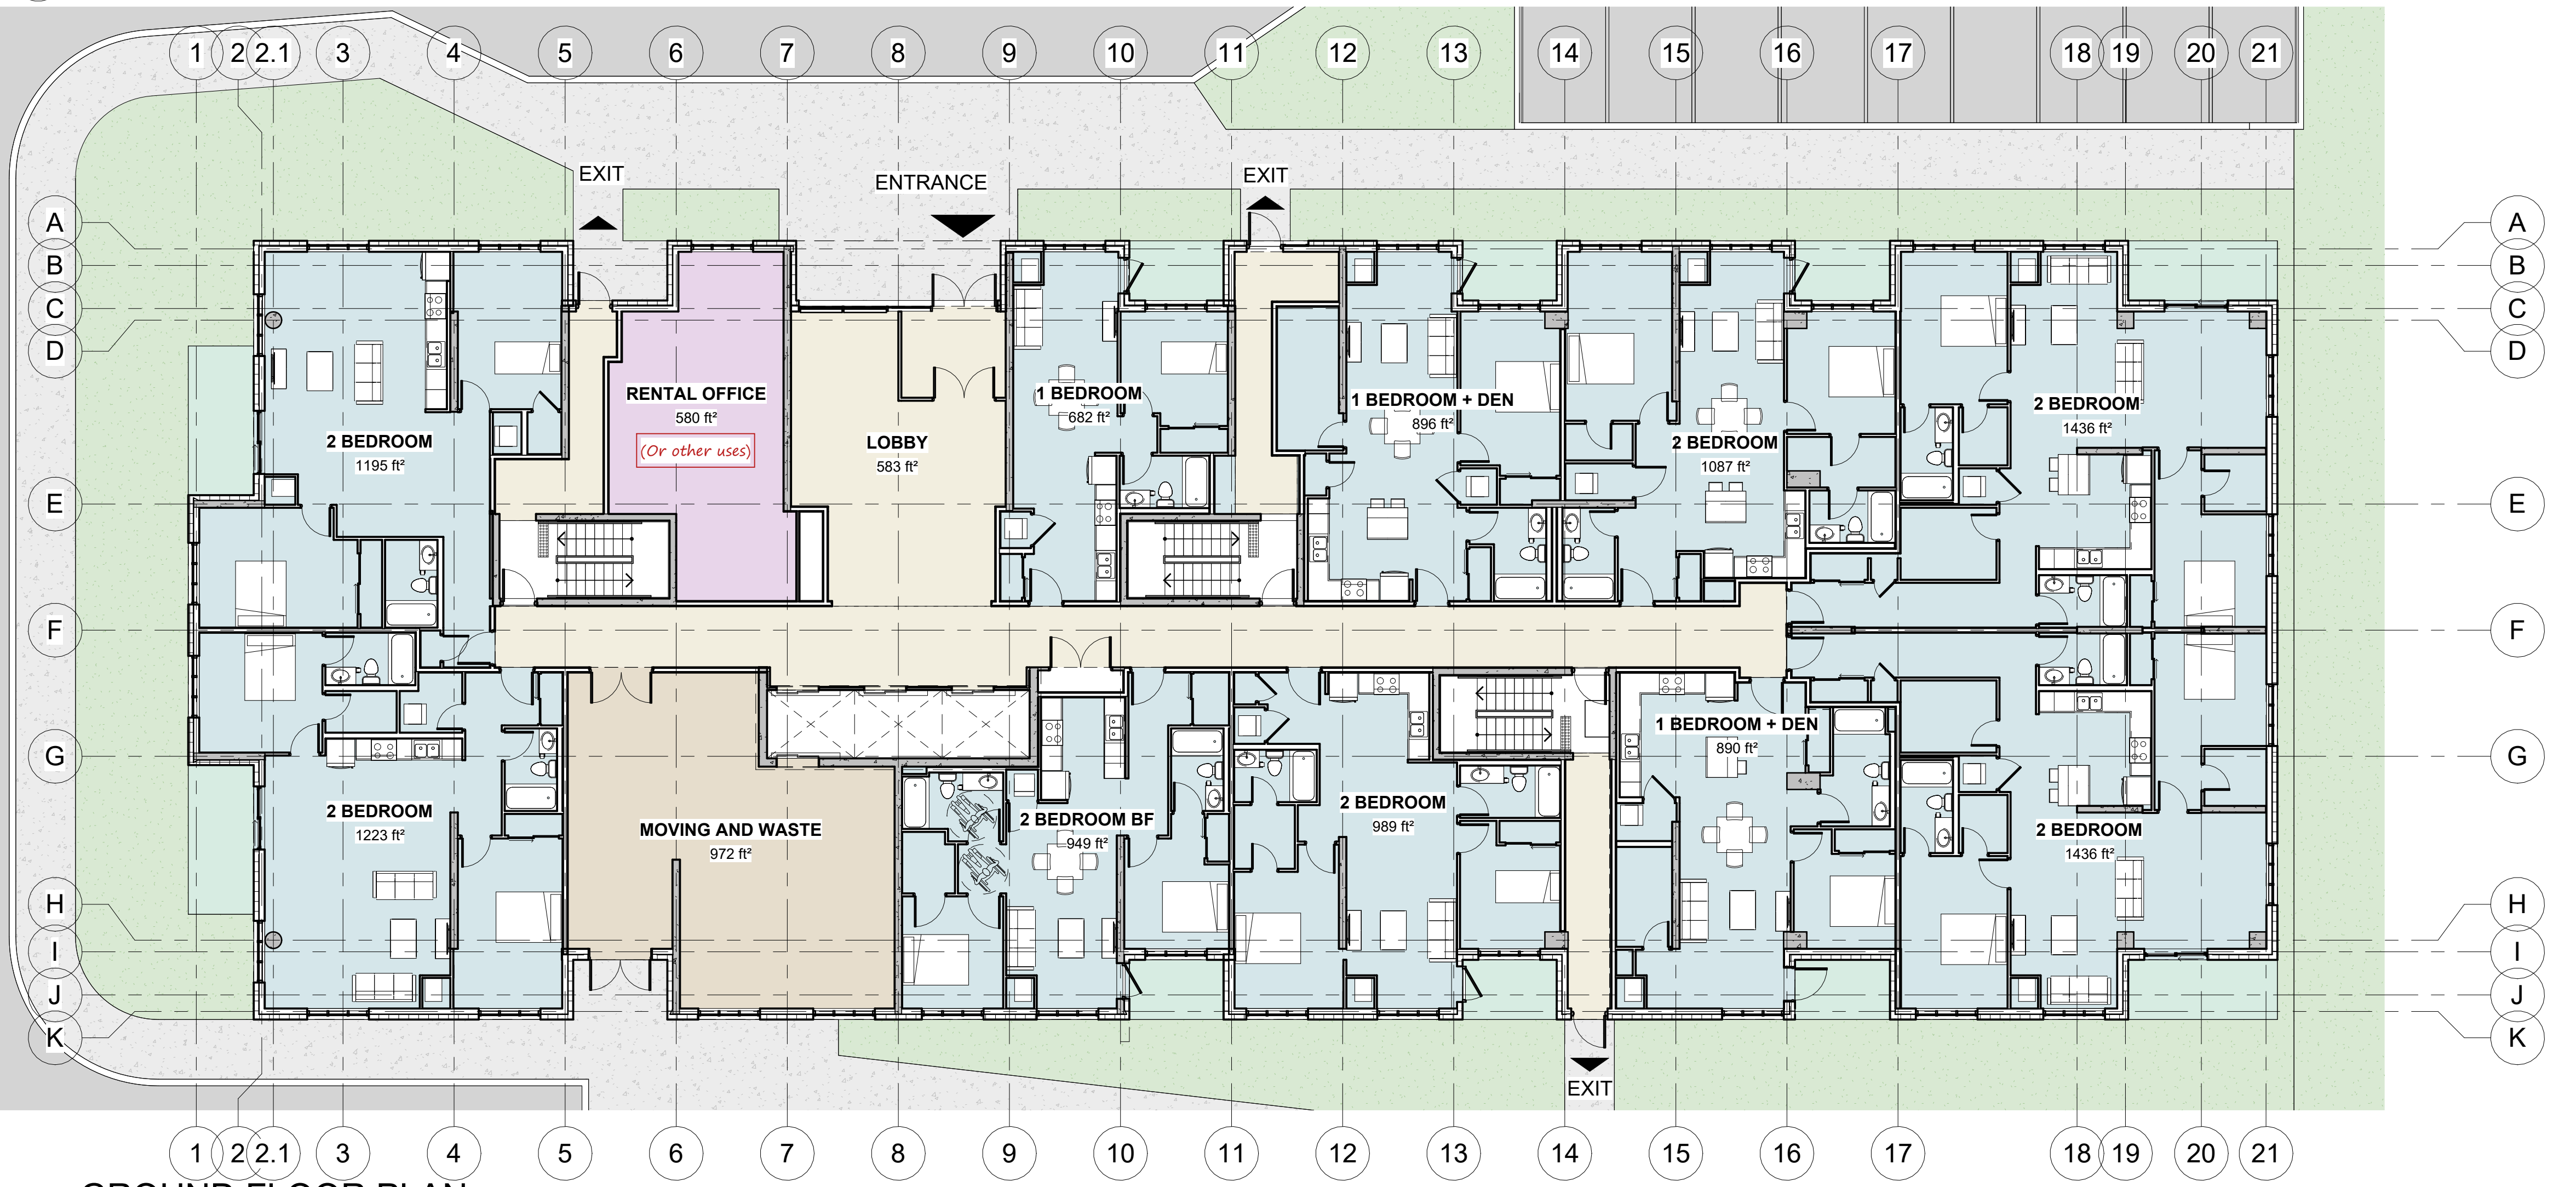 1 2 2.1 3 4 5 6 7 8 9 10 11 12 13 14 15 16 17 18 19 20 21
EXIT
ENTRANCE
EXIT
A A
B B
C C
D D
RENTAL OFFICE
580 ft²
(Or other uses)
1 BEDROOM
682 ft²
1 BEDROOM + DEN
896 ft²
2 BEDROOM
1436 ft²
2 BEDROOM
1195 ft²
LOBBY
583 ft²
2 BEDROOM
1087 ft²
E E
F F
1 BEDROOM + DEN
890 ft²
G G
2 BEDROOM
1223 ft²
MOVING AND WASTE
972 ft²
2 BEDROOM BF
949 ft²
2 BEDROOM
989 ft²
2 BEDROOM
1436 ft²
H H
I I
J J
K K
EXIT
1 2 2.1 3 4 5 6 7 8 9 10 11 12 13 14 15 16 17 18 19 20 21
GROUND FLOOR PLAN